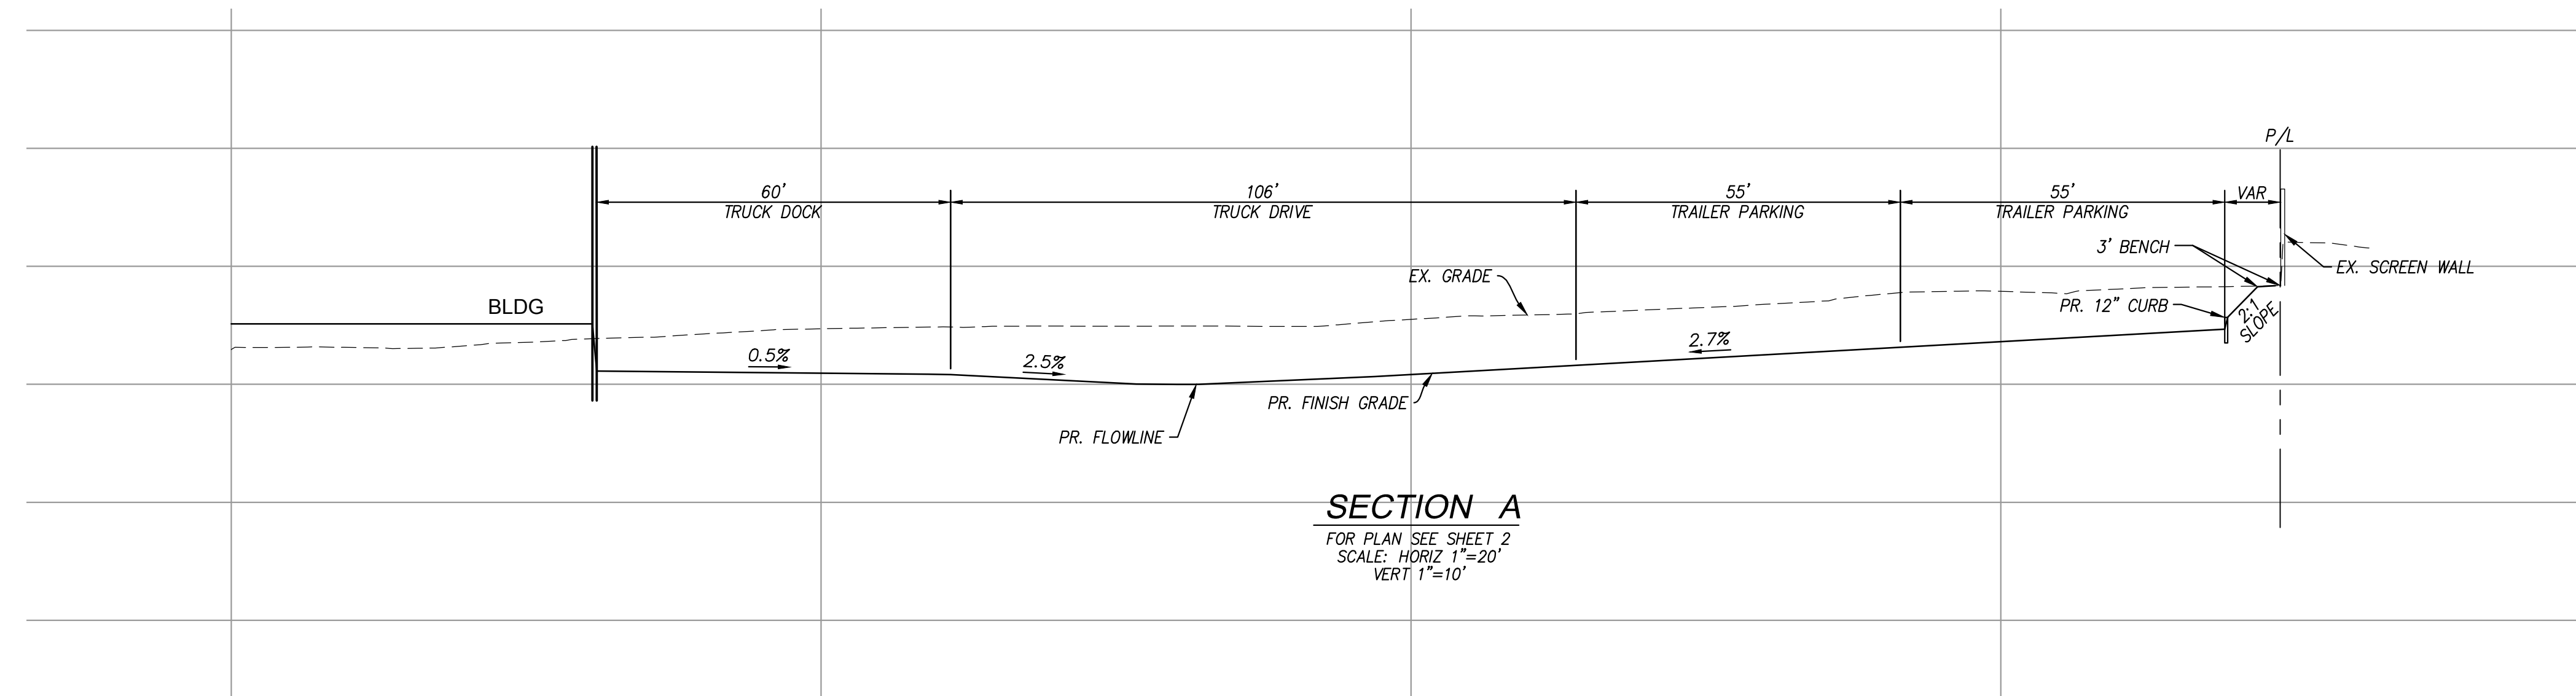 P/L
60'
106'
55'
55'
VAR
TRUCK DOCK
TRUCK DRIVE
TRAILER PARKING
TRAILER PARKING
3' BENCH
EX. GRADE
EX. SCREEN WALL
BLDG
PR. 12" CURB
2:1
SLOPE
0.5%
2.5%
2.7%
PR. FINISH GRADE
PR. FLOWLINE
SECTION A
FOR PLAN SEE SHEET 2
SCALE: HORIZ 1"=20'
VERT 1"=10'